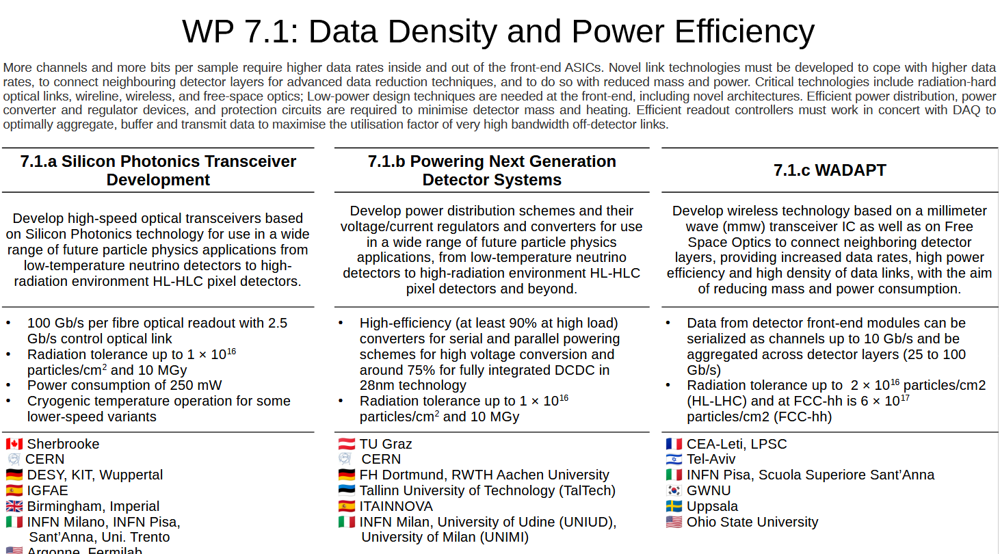 WP 7.1: Data Density and Power Efficiency
More channels and more bits per sample require higher data rates inside and out of the front-end ASICs. Novel link technologies must be developed to cope with higher data
rates, to connect neighbouring detector layers for advanced data reduction techniques, and to do so with reduced mass and power. Critical technologies include radiation-hard
optical links, wireline, wireless, and free-space optics; Low-power design techniques are needed at the front-end, including novel architectures. Efficient power distribution, power
converter and regulator devices, and protection circuits are required to minimise detector mass and heating. Efficient readout controllers must work in concert with DAQ to
optimally aggregate, buffer and transmit data to maximise the utilisation factor of very high bandwidth off-detector links.
7.1.a Silicon Photonics Transceiver
Development
Develop high-speed optical transceivers based
on Silicon Photonics technology for use in a wide
range of future particle physics applications from
low-temperature neutrino detectors to high-
radiation environment HL-HLC pixel detectors.
• 100 Gb/s per fibre optical readout with 2.5
Gb/s control optical link
• Radiation tolerance up to 1 × 10¹⁶
particles/cm² and 10 MGy
• Power consumption of 250 mW
• Cryogenic temperature operation for some
lower-speed variants
Sherbrooke
CERN
DESY, KIT, Wuppertal
IGFAE
Birmingham, Imperial
INFN Milano, INFN Pisa,
Sant’Anna, Uni. Trento
Argonne, Fermilab
7.1.b Powering Next Generation
Detector Systems
Develop power distribution schemes and their
voltage/current regulators and converters for use
in a wide range of future particle physics
applications, from low-temperature neutrino
detectors to high-radiation environment HL-HLC
pixel detectors and beyond.
• High-efficiency (at least 90% at high load)
converters for serial and parallel powering
schemes for high voltage conversion and
around 75% for fully integrated DCDC in
28nm technology
• Radiation tolerance up to 1 × 10¹⁶
particles/cm² and 10 MGy
TU Graz
CERN
FH Dortmund, RWTH Aachen University
Tallinn University of Technology (TalTech)
ITAINNOVA
INFN Milan, University of Udine (UNIUD),
University of Milan (UNIMI)
7.1.c WADAPT
Develop wireless technology based on a millimeter
wave (mmw) transceiver IC as well as on Free
Space Optics to connect neighboring detector
layers, providing increased data rates, high power
efficiency and high density of data links, with the aim
of reducing mass and power consumption.
• Data from detector front-end modules can be
serialized as channels up to 10 Gb/s and be
aggregated across detector layers (25 to 100
Gb/s)
• Radiation tolerance up to 2 × 10¹⁶ particles/cm2
(HL-LHC) and at FCC-hh is 6 × 10¹⁷
particles/cm2 (FCC-hh)
CEA-Leti, LPSC
Tel-Aviv
INFN Pisa, Scuola Superiore Sant’Anna
GWNU
Uppsala
Ohio State University